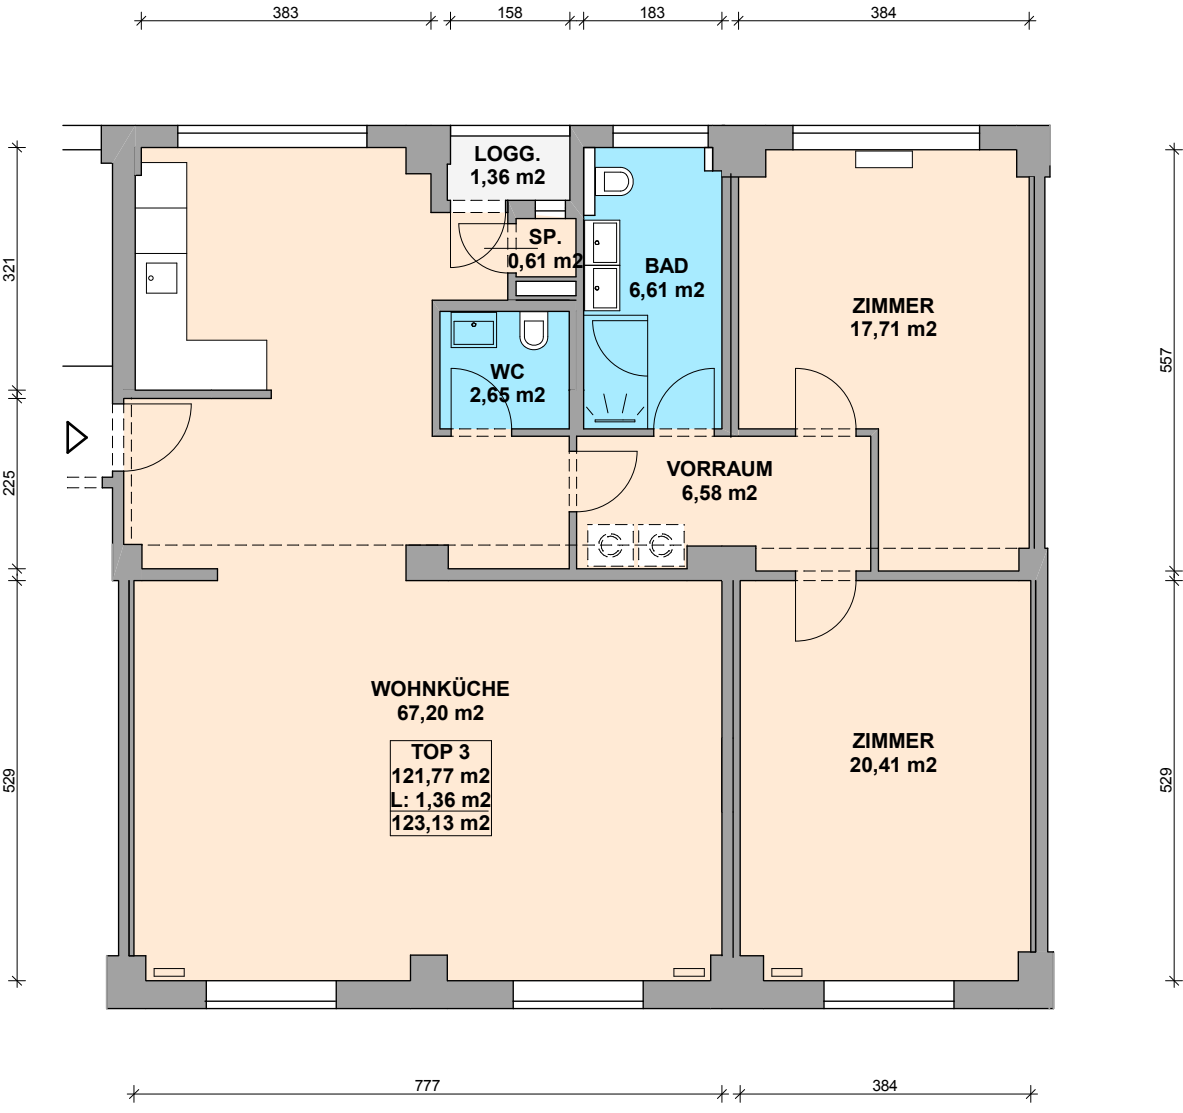 383
158
183
384
LOGG.
1,36 m2
SP.
0,61 m2
BAD
6,61 m2
ZIMMER
17,71 m2
321
557
WC
2,65 m2
225
VORRAUM
6,58 m2
WOHNKÜCHE
67,20 m2
TOP 3
121,77 m2
L: 1,36 m2
123,13 m2
ZIMMER
20,41 m2
529
529
777
384